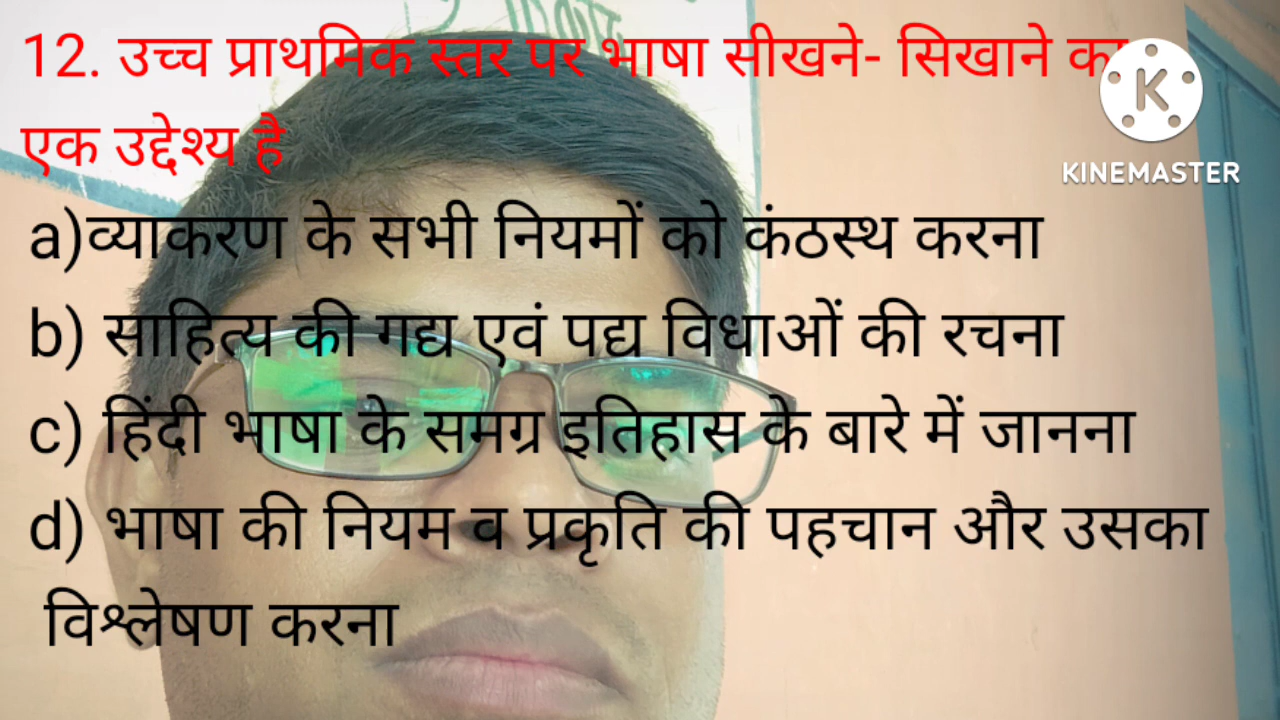 12. उच्च प्राथमिक स्तर पर भाषा सीखने- सिखाने का
एक उद्देश्य है
a)व्याकरण के सभी नियमों को कंठस्थ करना
b) साहित्य की गद्य एवं पद्य विधाओं की रचना
c) हिंदी भाषा के समग्र इतिहास के बारे में जानना
d) भाषा की नियम व प्रकृति की पहचान और उसका
विश्लेषण करना
K
KINEMASTER